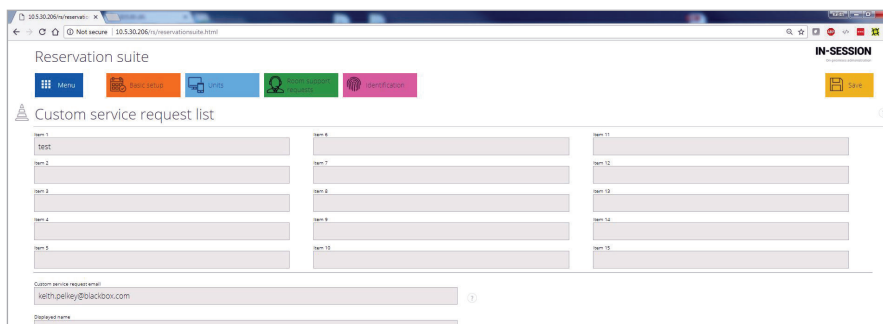 10.5.30.206/rs/reservatio
Not secure | 10.5.30.206/rs/reservationsuite.html
Reservation suite
IN-SESSION
Menu
Basic setup
Units
Room support requests
Identification
Save
Custom service request list
Item 1
Item 6
Item 11
test
Item 2
Item 7
Item 12
Item 3
Item 8
Item 13
Item 4
Item 9
Item 14
Item 5
Item 10
Item 15
Custom service request email
keith.pelkey@blackbox.com
?
Displayed name